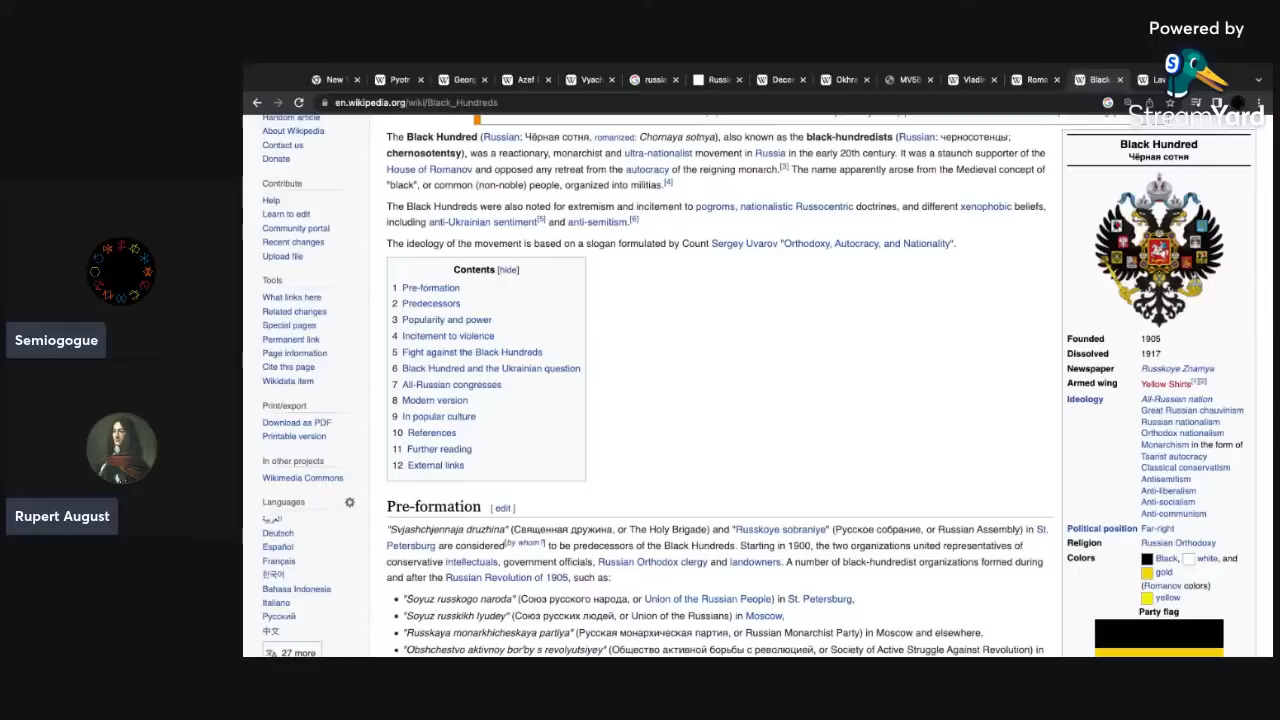 Powered by
StreamYard
New
Pyotr
Georg
Azef
Vyach
russia
Russia
Dece
Okhra
MV5B
Vladin
Roma
Black
Lav
en.wikipedia.org/wiki/Black_Hundreds
Random article
About Wikipedia
Contact us
Donate
Contribute
Help
Learn to edit
Community portal
Recent changes
Upload file
Tools
What links here
Related changes
Special pages
Permanent link
Page information
Cite this page
Wikidata item
Print/export
Download as PDF
Printable version
In other projects
Wikimedia Commons
Languages
العربية
Deutsch
Español
Français
한국어
Bahasa Indonesia
Italiano
Русский
中文
27 more
The Black Hundred (Russian: Чёрная сотня, romanized: Chornaya sotnya), also known as the black-hundredists (Russian: черносотенцы;
chernosotentsy), was a reactionary, monarchist and ultra-nationalist movement in Russia in the early 20th century. It was a staunch supporter of the
House of Romanov and opposed any retreat from the autocracy of the reigning monarch.[3] The name apparently arose from the Medieval concept of
"black", or common (non-noble) people, organized into militias.[4]
The Black Hundreds were also noted for extremism and incitement to pogroms, nationalistic Russocentric doctrines, and different xenophobic beliefs,
including anti-Ukrainian sentiment[5] and anti-semitism.[6]
The ideology of the movement is based on a slogan formulated by Count Sergey Uvarov "Orthodoxy, Autocracy, and Nationality".
Contents [hide]
1 Pre-formation
2 Predecessors
3 Popularity and power
4 Incitement to violence
5 Fight against the Black Hundreds
6 Black Hundred and the Ukrainian question
7 All-Russian congresses
8 Modern version
9 In popular culture
10 References
11 Further reading
12 External links
Pre-formation [ edit ]
"Svjashchjennaja druzhina" (Священная дружина, or The Holy Brigade) and "Russkoye sobraniye" (Русское собрание, or Russian Assembly) in St.
Petersburg are considered[by whom?] to be predecessors of the Black Hundreds. Starting in 1900, the two organizations united representatives of
conservative intellectuals, government officials, Russian Orthodox clergy and landowners. A number of black-hundredist organizations formed during
and after the Russian Revolution of 1905, such as:
• "Soyuz russkogo naroda" (Союз русского народа, or Union of the Russian People) in St. Petersburg,
• "Soyuz russkikh lyudey" (Союз русских людей, or Union of the Russians) in Moscow,
• "Russkaya monarkhicheskaya partiya" (Русская монархическая партия, or Russian Monarchist Party) in Moscow and elsewhere,
• "Obshchestvo aktivnoy bor'by s revolyutsiyey" (Общество активной борьбы с революцией, or Society of Active Struggle Against Revolution) in
Black Hundred
Чёрная сотня
Founded 1905
Dissolved 1917
Newspaper Russkoye Znamya
Armed wing Yellow Shirts[1][2]
Ideology All-Russian nation
Great Russian chauvinism
Russian nationalism
Orthodox nationalism
Monarchism in the form of
Tsarist autocracy
Classical conservatism
Antisemitism
Anti-liberalism
Anti-socialism
Anti-communism
Political position Far-right
Religion Russian Orthodoxy
Colors Black, white, and
gold
(Romanov colors)
yellow
Party flag
Semiogogue
Rupert August